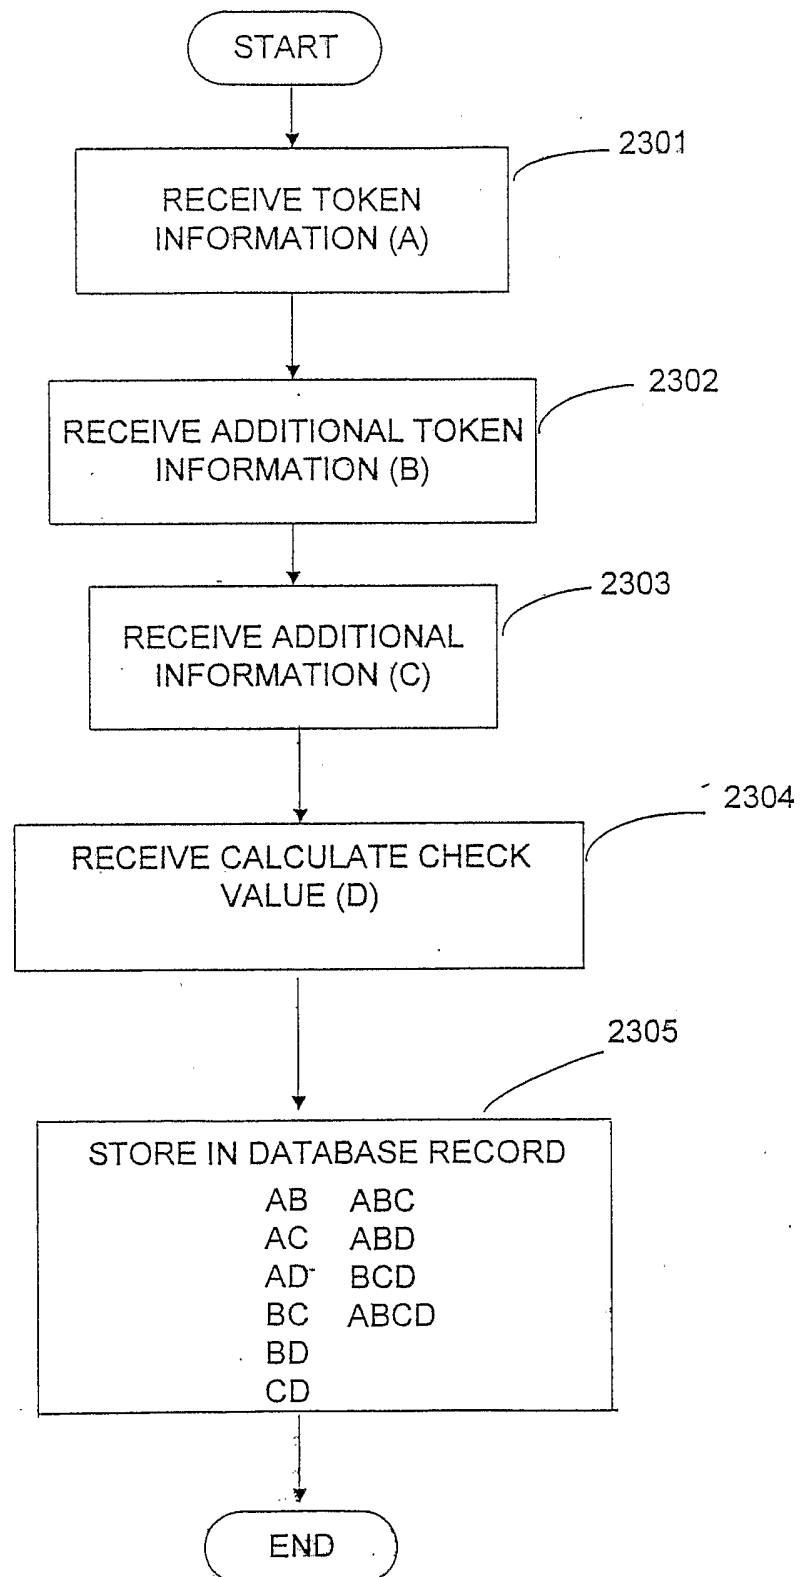 START
2301
RECEIVE TOKEN
INFORMATION (A)
2302
RECEIVE ADDITIONAL TOKEN
INFORMATION (B)
2303
RECEIVE ADDITIONAL
INFORMATION (C)
2304
RECEIVE CALCULATE CHECK
VALUE (D)
2305
STORE IN DATABASE RECORD
AB ABC
AC ABD
AD BCD
BC ABCD
BD
CD
END